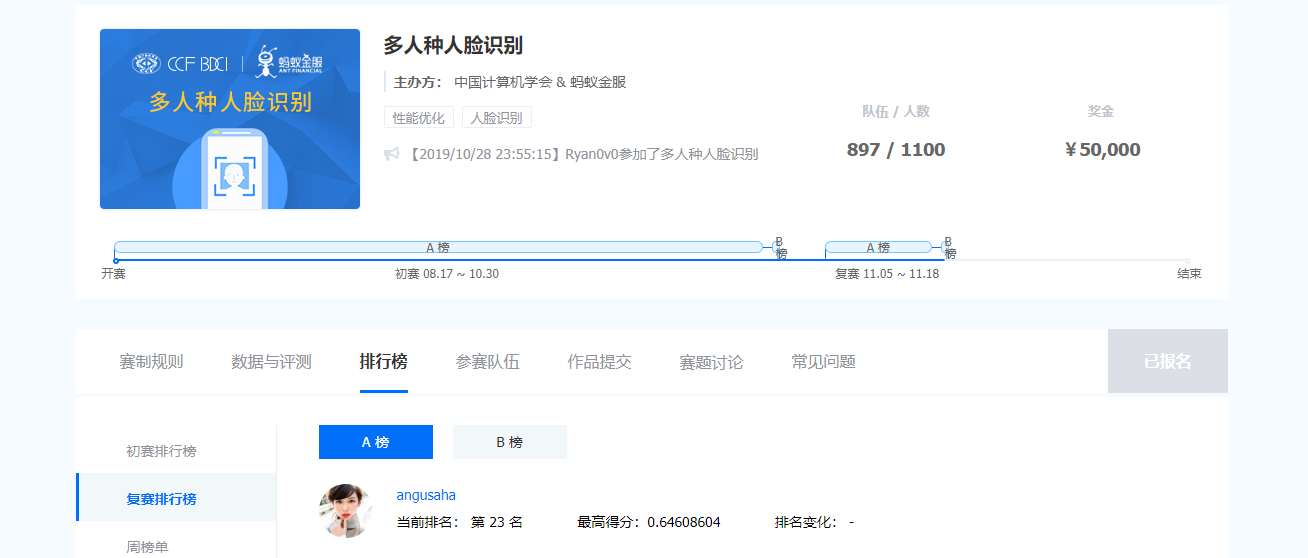 CCF BDCI | 蚂蚁金服
ANT FINANCIAL
多人种人脸识别
多人种人脸识别
主办方： 中国计算机学会 & 蚂蚁金服
性能优化 人脸识别
【2019/10/28 23:55:15】Ryan0v0参加了多人种人脸识别
队伍 / 人数 奖金
897 / 1100 ￥50,000
A 榜 B 榜 A 榜 B 榜
开赛 初赛 08.17 ~ 10.30 复赛 11.05 ~ 11.18 结束
赛制规则 数据与评测 排行榜 参赛队伍 作品提交 赛题讨论 常见问题 已报名
初赛排行榜
复赛排行榜
周榜单
A 榜 B 榜
angusaha
当前排名： 第 23 名 最高得分：0.64608604 排名变化： -